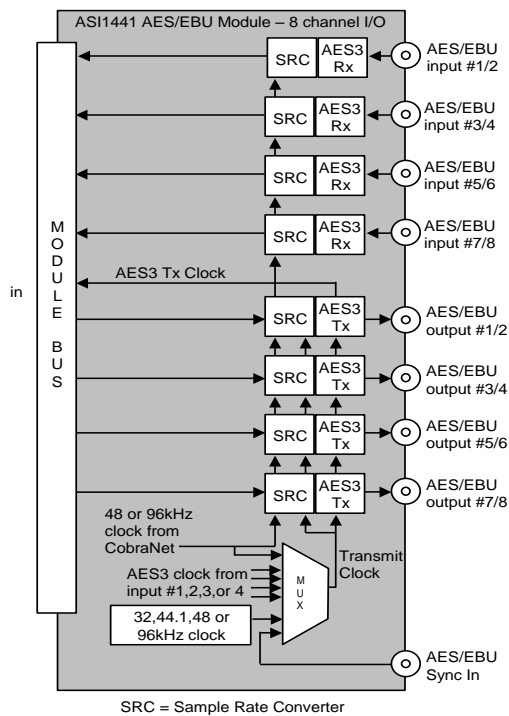 ASI1441 AES/EBU Module – 8 channel I/O
SRC
AES3
Rx
AES/EBU
input #1/2
SRC
AES3
Rx
AES/EBU
input #3/4
SRC
AES3
Rx
AES/EBU
input #5/6
SRC
AES3
Rx
AES/EBU
input #7/8
in
MODULE BUS
AES3 Tx Clock
SRC
AES3
Tx
AES/EBU
output #1/2
SRC
AES3
Tx
AES/EBU
output #3/4
SRC
AES3
Tx
AES/EBU
output #5/6
SRC
AES3
Tx
AES/EBU
output #7/8
48 or 96kHz
clock from
CobraNet
Transmit
Clock
AES3 clock from
input #1,2,3,or 4
MUX
32,44.1,48 or
96kHz clock
AES/EBU
Sync In
SRC = Sample Rate Converter